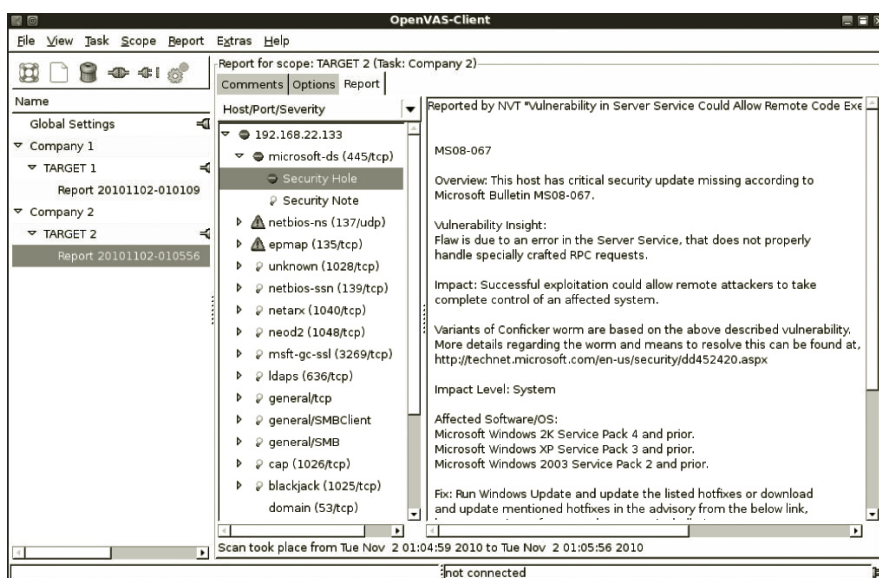 OpenVAS-Client
File View Task Scope Report Extras Help
Name
Global Settings
Company 1
TARGET 1
Report 20101102-010109
Company 2
TARGET 2
Report 20101102-010556
Report for scope: TARGET 2 (Task: Company 2)
Comments Options Report
Host/Port/Severity
192.168.22.133
microsoft-ds (445/tcp)
Security Hole
Security Note
netbios-ns (137/udp)
epmap (135/tcp)
unknown (1028/tcp)
netbios-ssn (139/tcp)
netarx (1040/tcp)
neod2 (1048/tcp)
msft-gc-ssl (3269/tcp)
ldaps (636/tcp)
general/tcp
general/SMBClient
general/SMB
cap (1026/tcp)
blackjack (1025/tcp)
domain (53/tcp)
Reported by NVT "Vulnerability in Server Service Could Allow Remote Code Exe
MS08-067
Overview: This host has critical security update missing according to
Microsoft Bulletin MS08-067.
Vulnerability Insight:
Flaw is due to an error in the Server Service, that does not properly
handle specially crafted RPC requests.
Impact: Successful exploitation could allow remote attackers to take
complete control of an affected system.
Variants of Conficker worm are based on the above described vulnerability.
More details regarding the worm and means to resolve this can be found at,
http://technet.microsoft.com/en-us/security/dd452420.aspx
Impact Level: System
Affected Software/OS:
Microsoft Windows 2K Service Pack 4 and prior.
Microsoft Windows XP Service Pack 3 and prior.
Microsoft Windows 2003 Service Pack 2 and prior.
Fix: Run Windows Update and update the listed hotfixes or download
and update mentioned hotfixes in the advisory from the below link,
Scan took place from Tue Nov 2 01:04:59 2010 to Tue Nov 2 01:05:56 2010
not connected